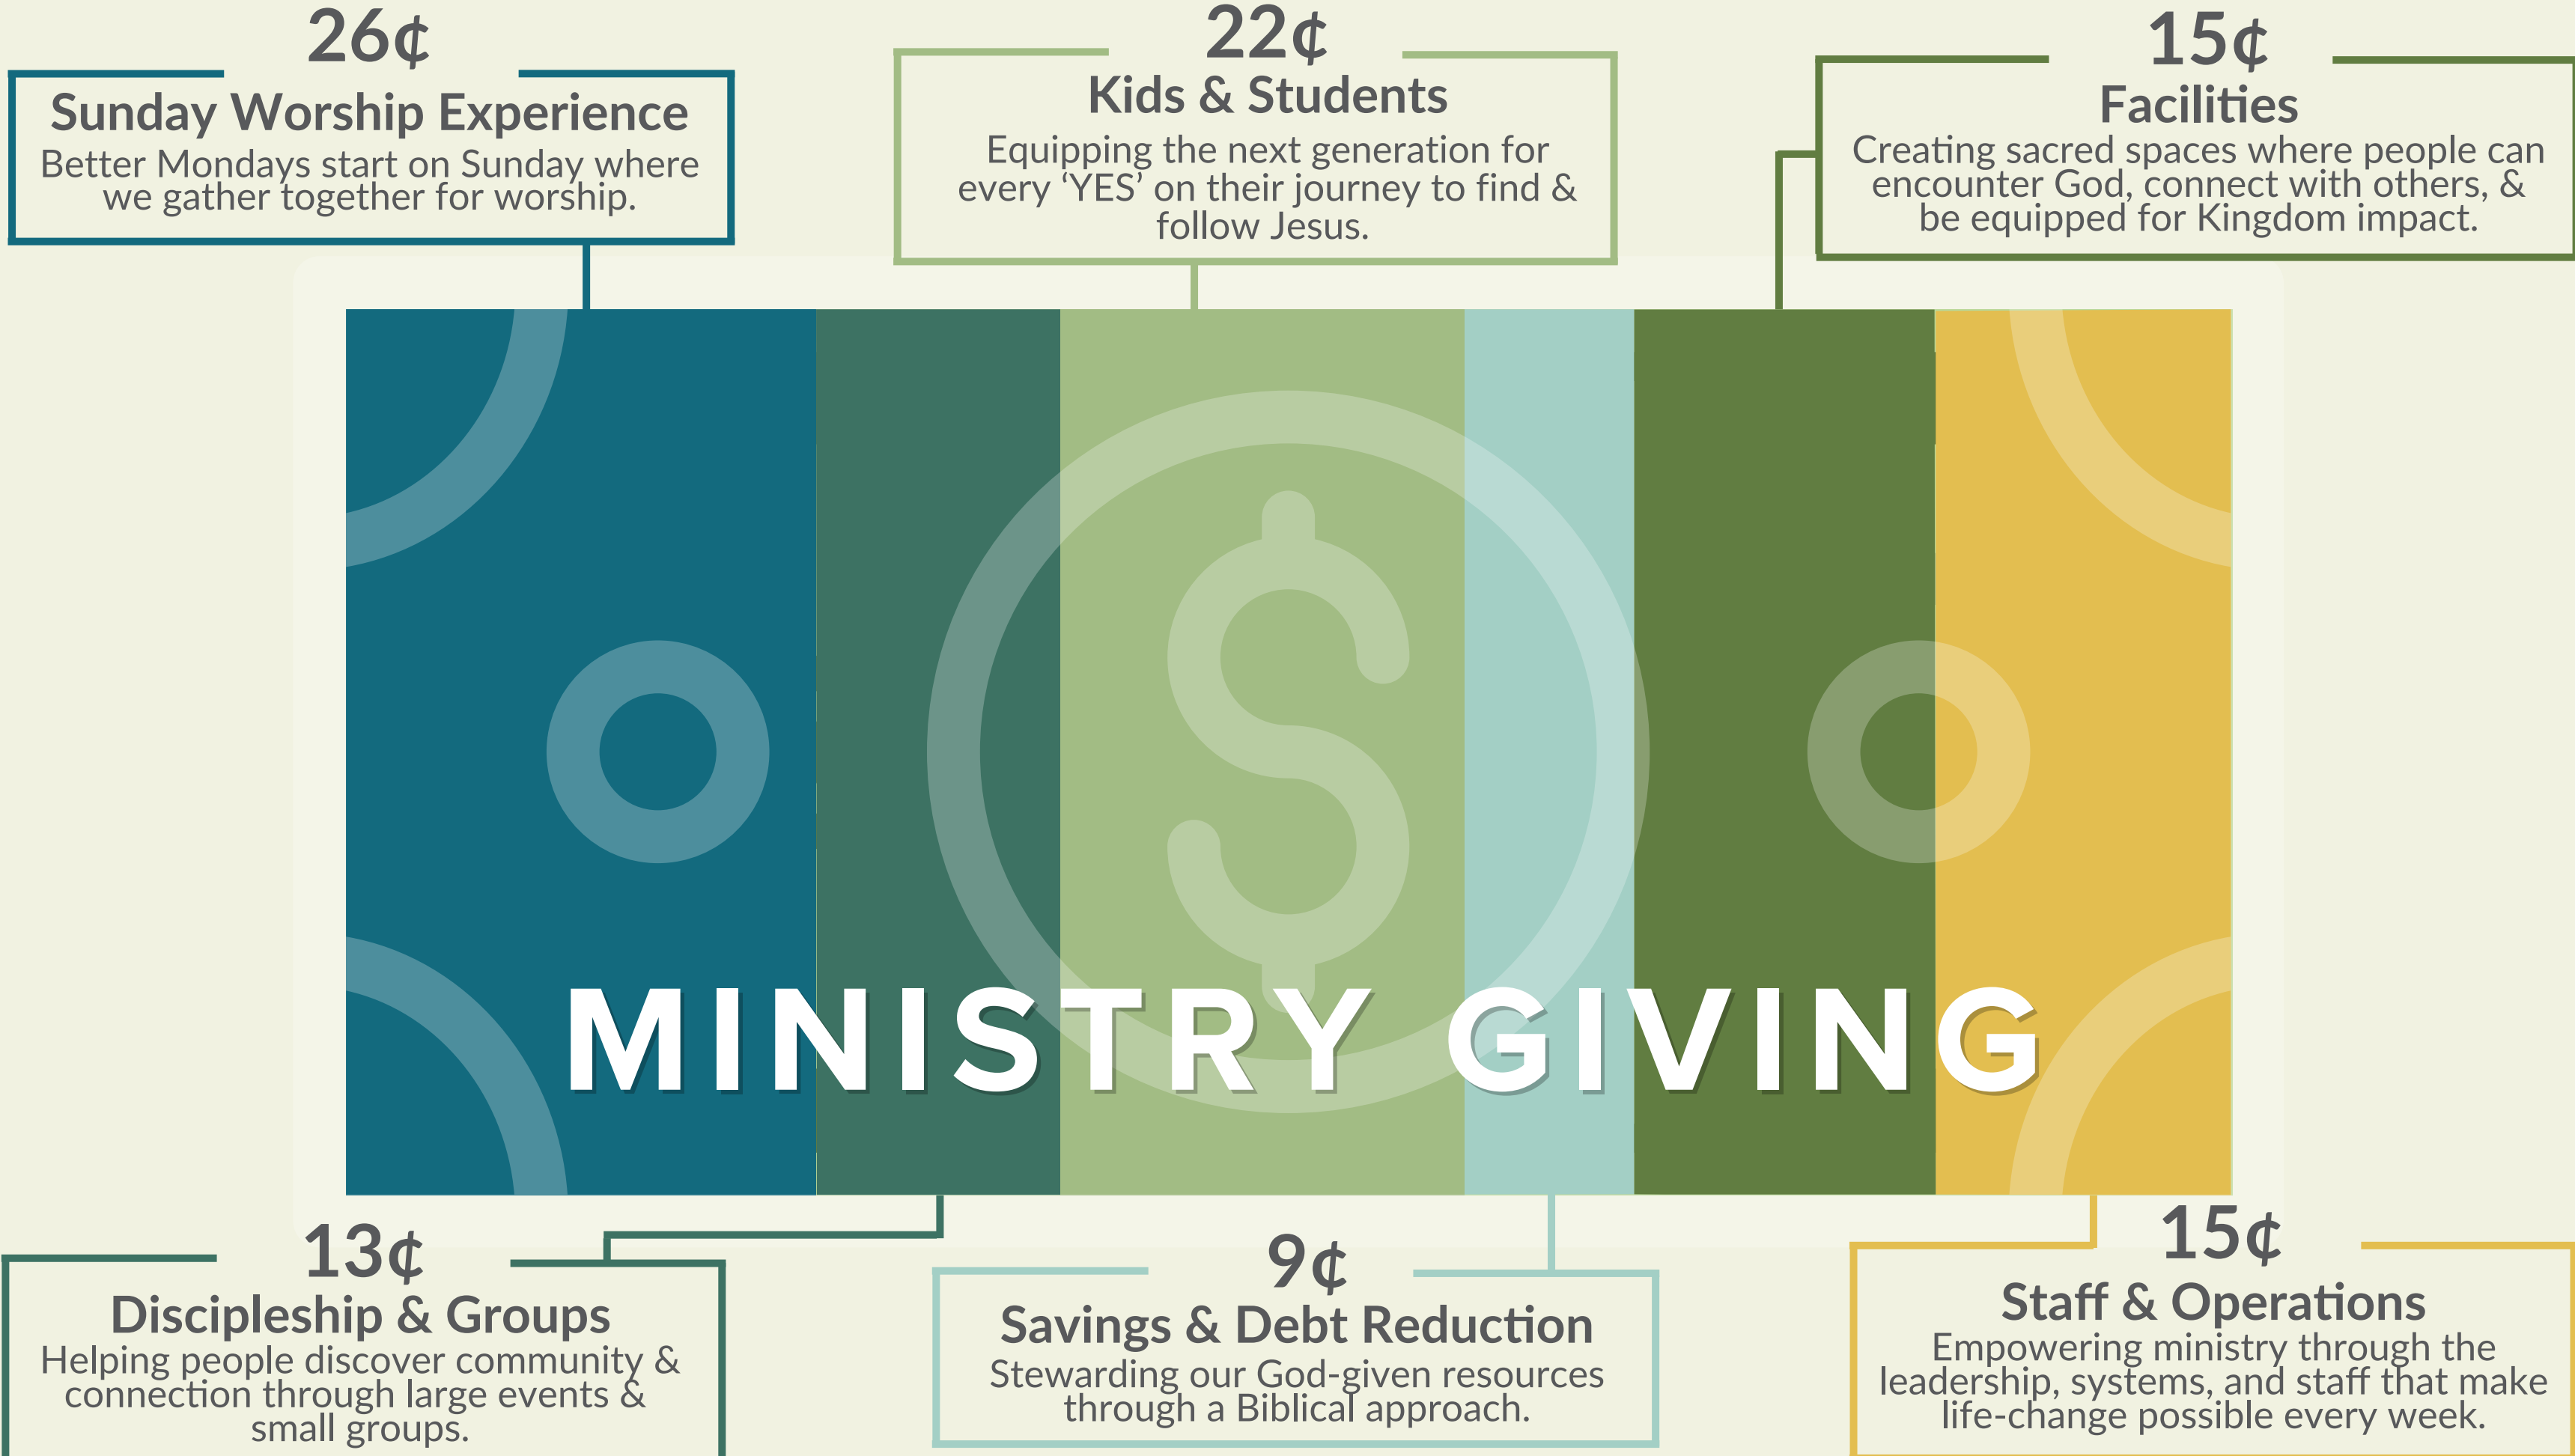 26¢
Sunday Worship Experience
Better Mondays start on Sunday where
we gather together for worship.
22¢
Kids & Students
Equipping the next generation for
every ‘YES’ on their journey to find &
follow Jesus.
15¢
Facilities
Creating sacred spaces where people can
encounter God, connect with others, &
be equipped for Kingdom impact.
$
MINISTRY GIVING
13¢
Discipleship & Groups
Helping people discover community &
connection through large events &
small groups.
9¢
Savings & Debt Reduction
Stewarding our God-given resources
through a Biblical approach.
15¢
Staff & Operations
Empowering ministry through the
leadership, systems, and staff that make
life-change possible every week.